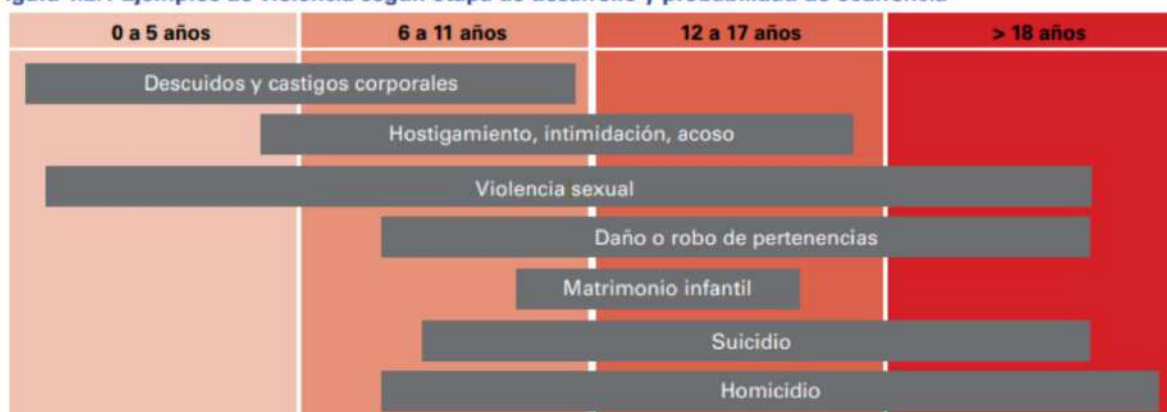 0 a 5 años
6 a 11 años
12 a 17 años
> 18 años
Descuidos y castigos corporales
Hostigamiento, intimidación, acoso
Violencia sexual
Daño o robo de pertenencias
Matrimonio infantil
Suicidio
Homicidio